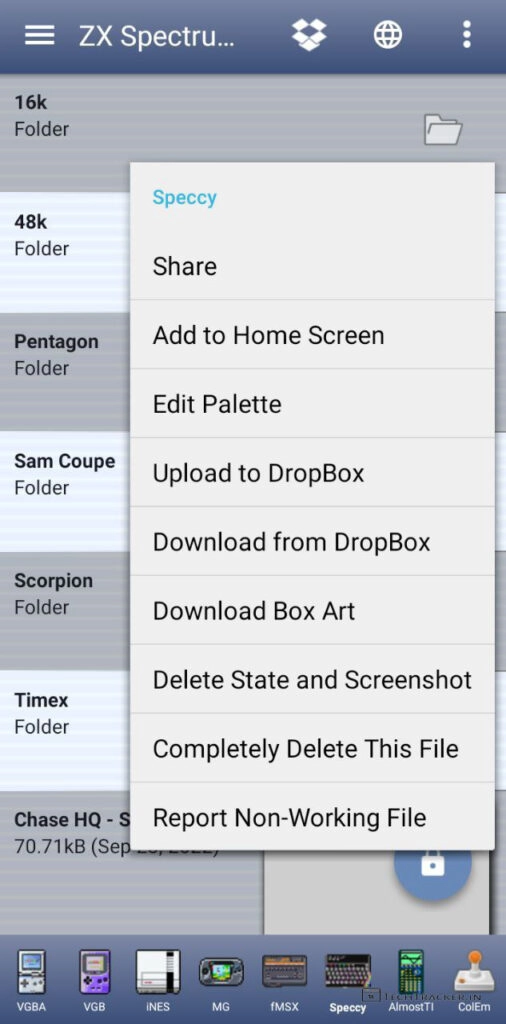 ZX Spectru...
16k
Folder
48k
Folder
Pentagon
Folder
Sam Coupe
Folder
Scorpion
Folder
Timex
Folder
Chase HQ - S
70.71kB (Sep 2022)
Speccy
Share
Add to Home Screen
Edit Palette
Upload to DropBox
Download from DropBox
Download Box Art
Delete State and Screenshot
Completely Delete This File
Report Non-Working File
VGBA
VGB
iNES
MG
fMSX
Speccy
AlmostTI
ColEm
TECHTRACKER.IN